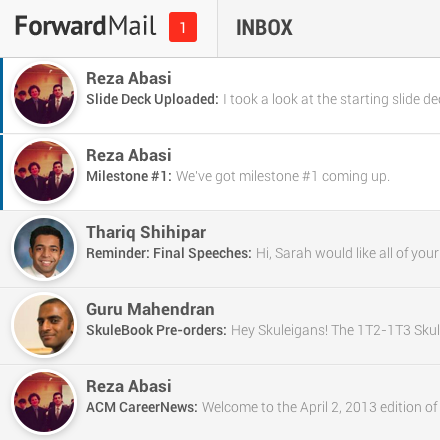 ForwardMail 1 INBOX
Reza Abasi
Slide Deck Uploaded: I took a look at the starting slide dec
Reza Abasi
Milestone #1: We've got milestone #1 coming up.
Thariq Shihipar
Reminder: Final Speeches: Hi, Sarah would like all of your
Guru Mahendran
SkuleBook Pre-orders: Hey Skuleigans! The 1T2-1T3 Skul
Reza Abasi
ACM CareerNews: Welcome to the April 2, 2013 edition of